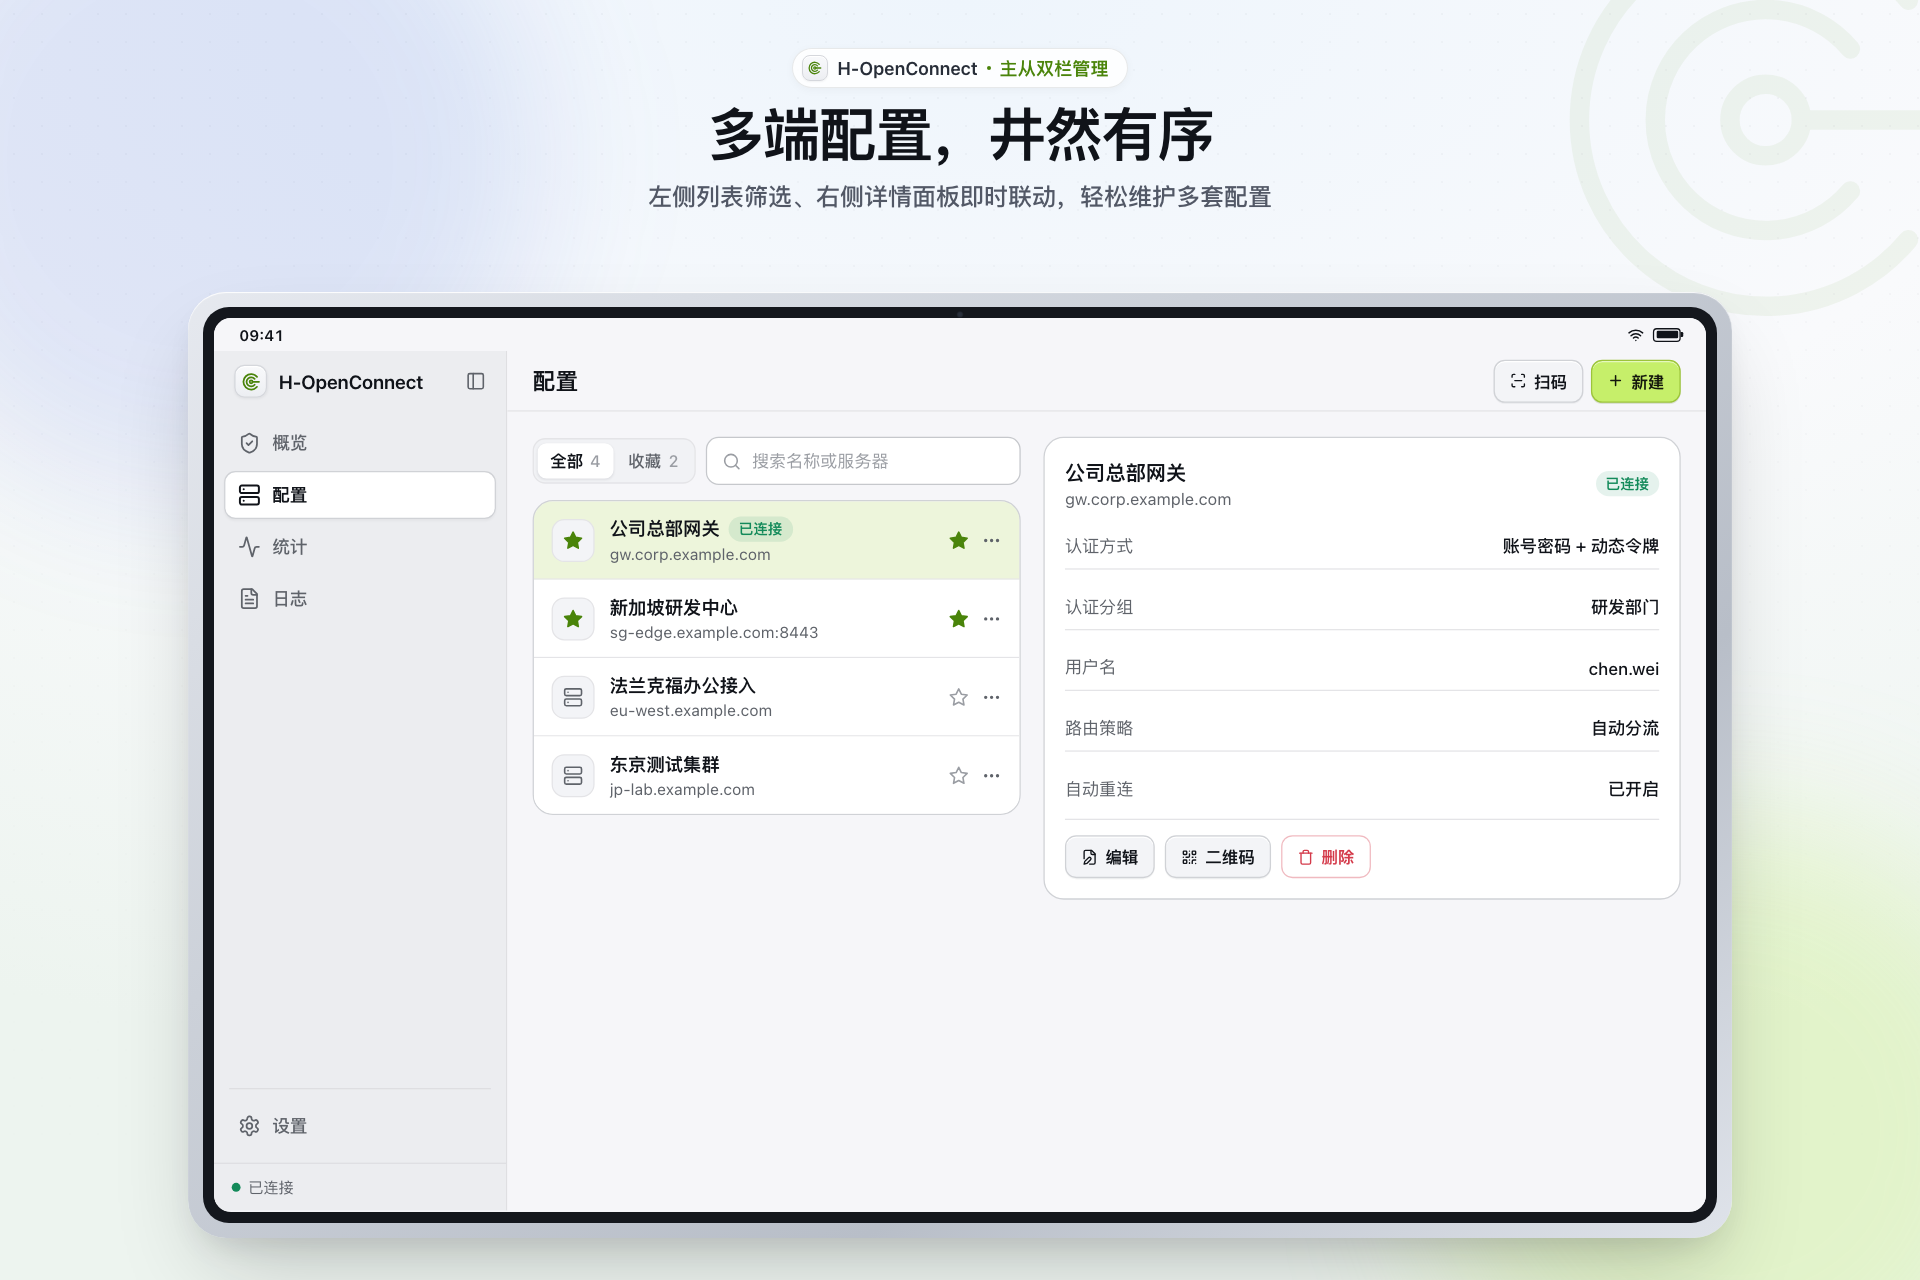 H-OpenConnect • 主从双栏管理
多端配置，井然有序
左侧列表筛选、右侧详情面板即时联动，轻松维护多套配置
09:41
H-OpenConnect
概览
配置
统计
日志
设置
已连接
配置
扫码
+ 新建
全部 4
收藏 2
搜索名称或服务器
公司总部网关 已连接
gw.corp.example.com
新加坡研发中心
sg-edge.example.com:8443
法兰克福办公接入
eu-west.example.com
东京测试集群
jp-lab.example.com
公司总部网关
gw.corp.example.com
已连接
认证方式 账号密码 + 动态令牌
认证分组 研发部门
用户名 chen.wei
路由策略 自动分流
自动重连 已开启
编辑
二维码
删除